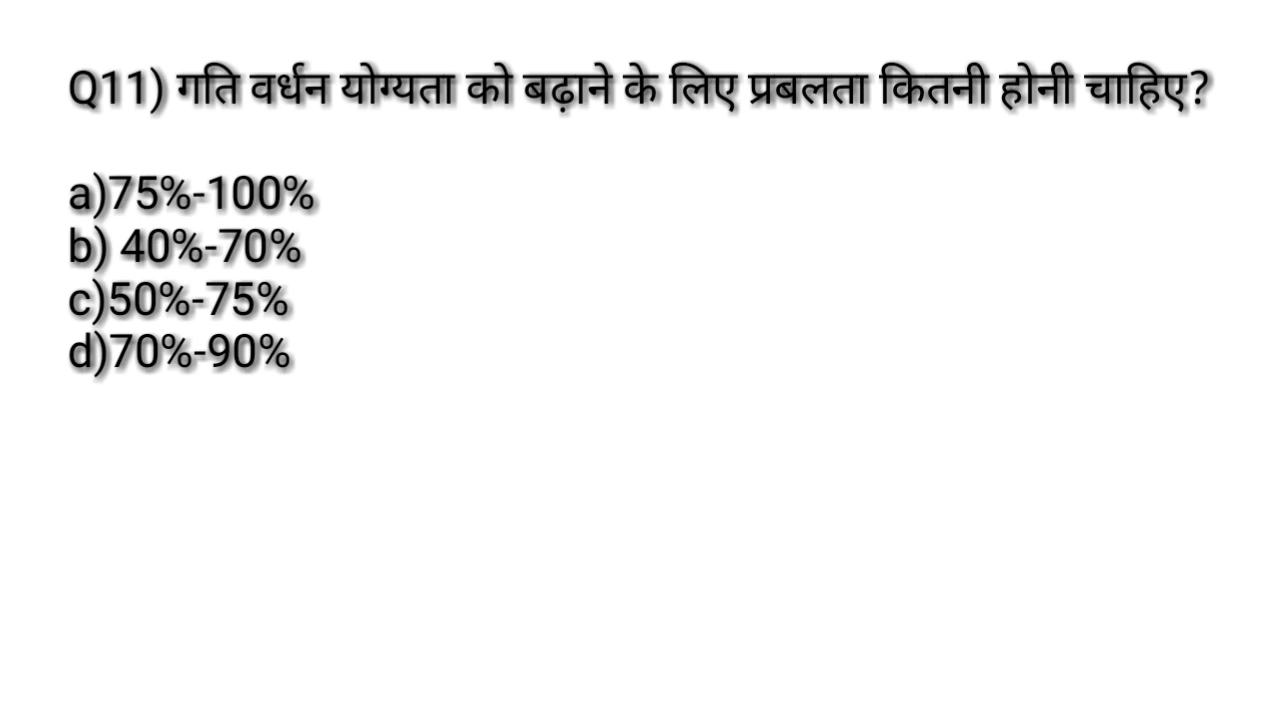 Q11) गति वर्धन योग्यता को बढ़ाने के लिए प्रबलता कितनी होनी चाहिए?
a)75%-100%
b) 40%-70%
c)50%-75%
d)70%-90%